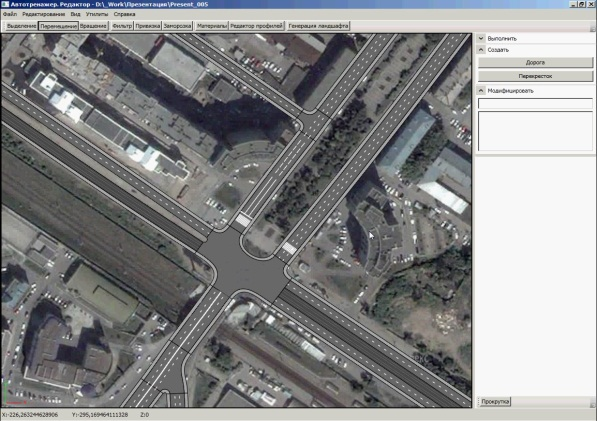 Автотренажер. Редактор - D:\_Work\Презентация\Present_005
Файл Редактирование Вид Утилиты Справка
Выделение Перемещение Вращение Фильтр Привязка Заморозка Материалы Редактор профилей Генерация ландшафта
Выполнить
Создать
Дорога
Перекресток
Модифицировать
Прокрутка
X:-226,263244628906 Y:-295,169464111328 Z:0